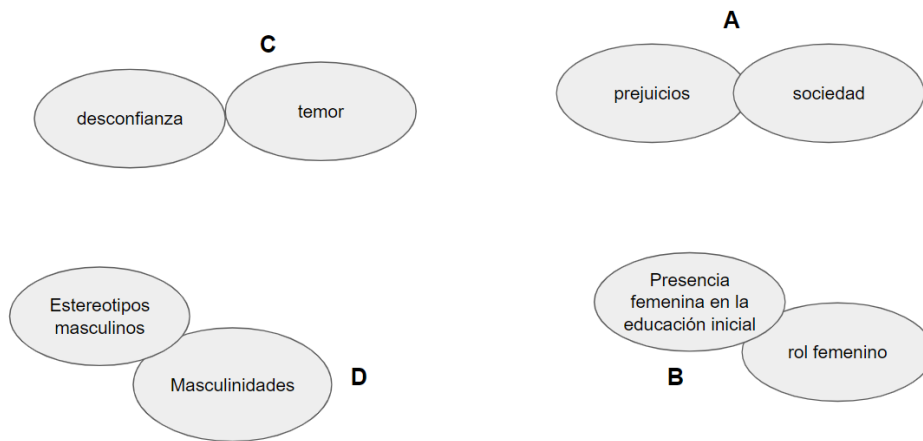 C
desconfianza
temor
A
prejuicios
sociedad
Estereotipos
masculinos
Masculinidades
D
Presencia
femenina en la
educación inicial
rol femenino
B